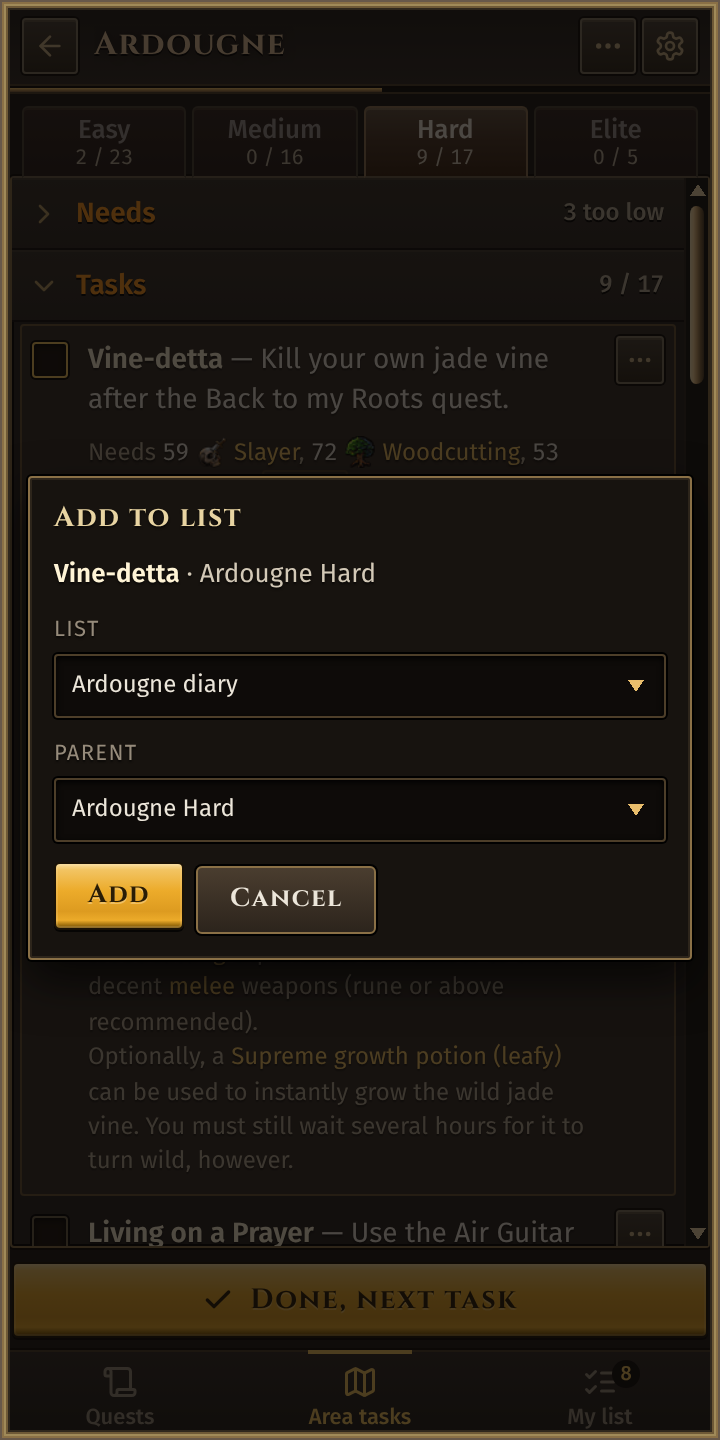 Ardougne
Easy
2 / 23
Medium
0 / 16
Hard
9 / 17
Elite
0 / 5
Needs
3 too low
Tasks
9 / 17
Vine-detta — Kill your own jade vine
after the Back to my Roots quest.
Needs 59 Slayer, 72 Woodcutting, 53
Add to list
Vine-detta · Ardougne Hard
LIST
Ardougne diary
PARENT
Ardougne Hard
Add
Cancel
decent melee weapons (rune or above
recommended).
Optionally, a Supreme growth potion (leafy)
can be used to instantly grow the wild jade
vine. You must still wait several hours for it to
turn wild, however.
Living on a Prayer — Use the Air Guitar
Done, next task
Quests
Area tasks
My list
8